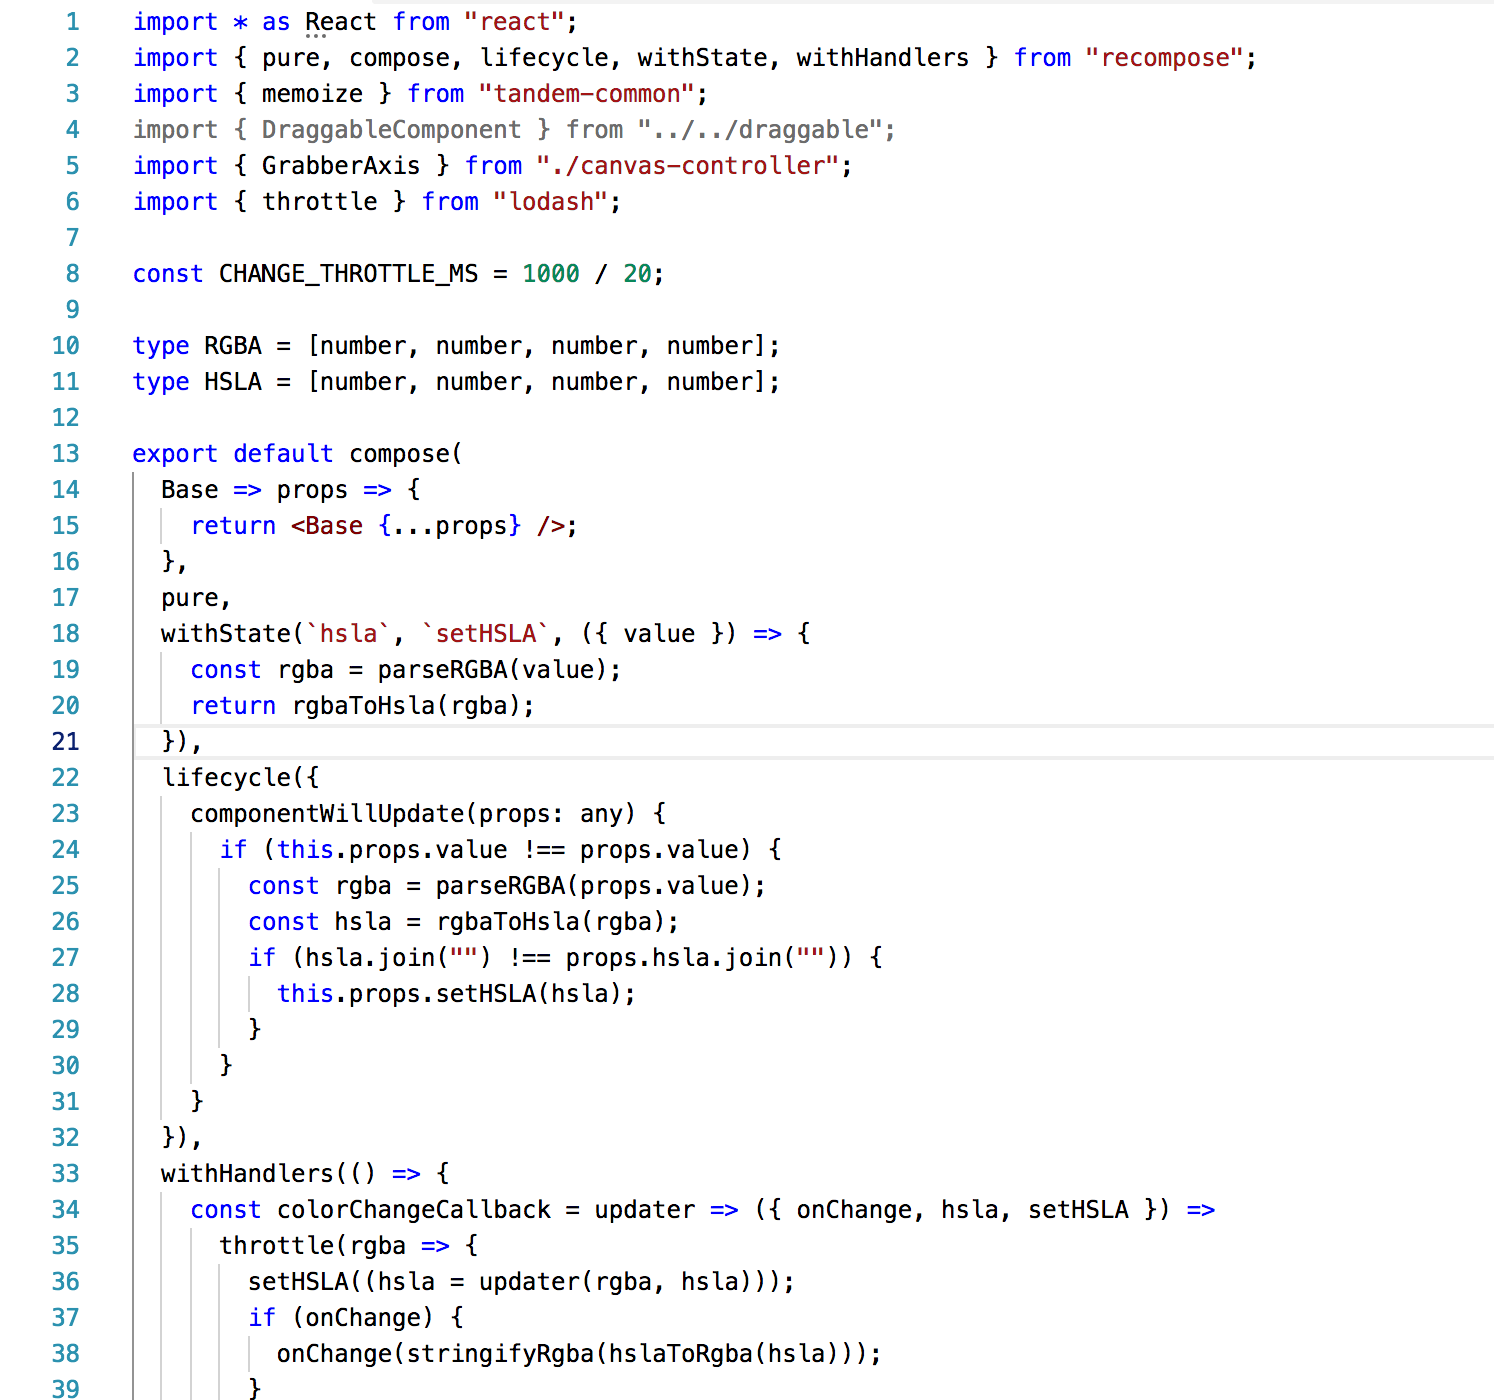 1 import * as React from "react";
2 import { pure, compose, lifecycle, withState, withHandlers } from "recompose";
3 import { memoize } from "tandem-common";
4 import { DraggableComponent } from "../../draggable";
5 import { GrabberAxis } from "./canvas-controller";
6 import { throttle } from "lodash";
7
8 const CHANGE_THROTTLE_MS = 1000 / 20;
9
10 type RGBA = [number, number, number, number];
11 type HSLA = [number, number, number, number];
12
13 export default compose(
14   Base => props => {
15     return <Base {...props} />;
16   },
17   pure,
18   withState(`hsla`, `setHSLA`, ({ value }) => {
19     const rgba = parseRGBA(value);
20     return rgbaToHsla(rgba);
21   }),
22   lifecycle({
23     componentWillUpdate(props: any) {
24       if (this.props.value !== props.value) {
25         const rgba = parseRGBA(props.value);
26         const hsla = rgbaToHsla(rgba);
27         if (hsla.join("") !== props.hsla.join("")) {
28           this.props.setHSLA(hsla);
29         }
30       }
31     }
32   }),
33   withHandlers(() => {
34     const colorChangeCallback = updater => ({ onChange, hsla, setHSLA }) =>
35       throttle(rgba => {
36         setHSLA((hsla = updater(rgba, hsla)));
37         if (onChange) {
38           onChange(stringifyRgba(hslaToRgba(hsla)));
39         }